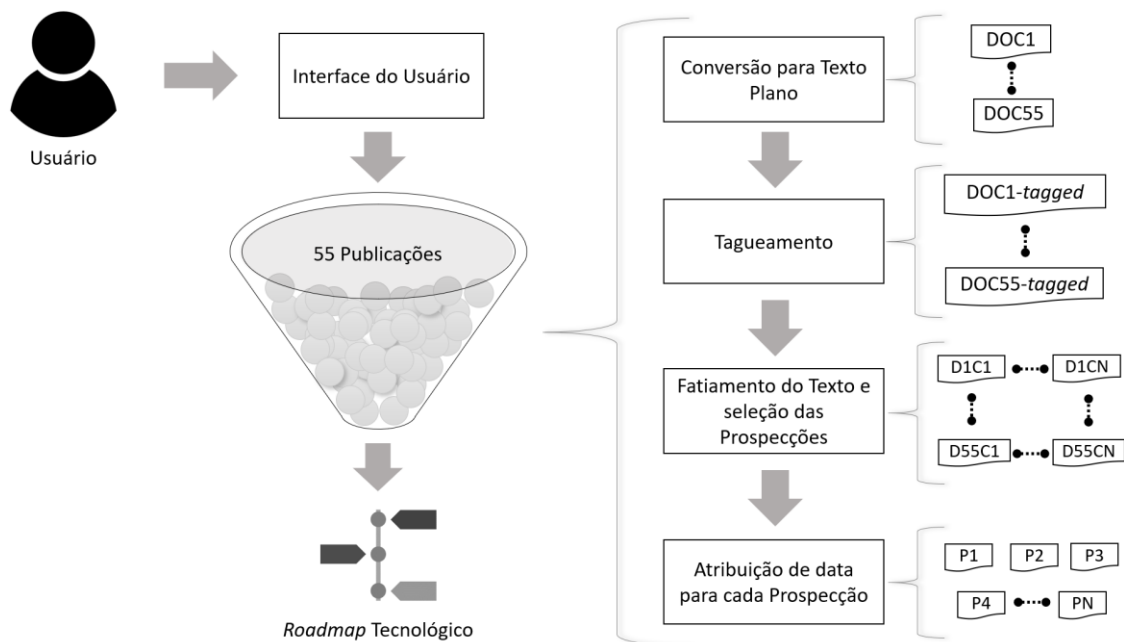 Usuário
Interface do Usuário
55 Publicações
Roadmap Tecnológico
Conversão para Texto
Plano
DOC1
DOC55
Tagueamento
DOC1-tagged
DOC55-tagged
Fatiamento do Texto e
seleção das
Prospecções
D1C1
D1CN
D55C1
D55CN
Atribuição de data
para cada Prospecção
P1
P2
P3
P4
PN